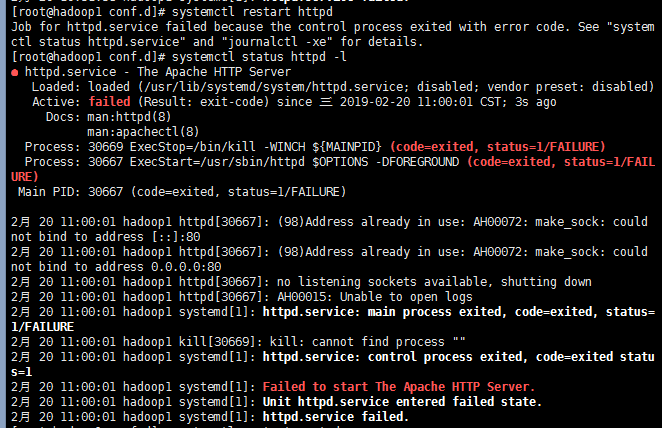 [root@hadoop1 conf.d]# systemctl restart httpd
Job for httpd.service failed because the control process exited with error code. See "system
ctl status httpd.service" and "journalctl -xe" for details.
[root@hadoop1 conf.d]# systemctl status httpd -l
● httpd.service - The Apache HTTP Server
Loaded: loaded (/usr/lib/systemd/system/httpd.service; disabled; vendor preset: disabled)
Active: failed (Result: exit-code) since 三 2019-02-20 11:00:01 CST; 3s ago
Docs: man:httpd(8)
man:apachectl(8)
Process: 30669 ExecStop=/bin/kill -WINCH ${MAINPID} (code=exited, status=1/FAILURE)
Process: 30667 ExecStart=/usr/sbin/httpd $OPTIONS -DFOREGROUND (code=exited, status=1/FAIL
URE)
Main PID: 30667 (code=exited, status=1/FAILURE)
2月 20 11:00:01 hadoop1 httpd[30667]: (98)Address already in use: AH00072: make_sock: could
not bind to address [::]:80
2月 20 11:00:01 hadoop1 httpd[30667]: (98)Address already in use: AH00072: make_sock: could
not bind to address 0.0.0.0:80
2月 20 11:00:01 hadoop1 httpd[30667]: no listening sockets available, shutting down
2月 20 11:00:01 hadoop1 httpd[30667]: AH00015: Unable to open logs
2月 20 11:00:01 hadoop1 systemd[1]: httpd.service: main process exited, code=exited, status=
1/FAILURE
2月 20 11:00:01 hadoop1 kill[30669]: kill: cannot find process ""
2月 20 11:00:01 hadoop1 systemd[1]: httpd.service: control process exited, code=exited statu
s=1
2月 20 11:00:01 hadoop1 systemd[1]: Failed to start The Apache HTTP Server.
2月 20 11:00:01 hadoop1 systemd[1]: Unit httpd.service entered failed state.
2月 20 11:00:01 hadoop1 systemd[1]: httpd.service failed.